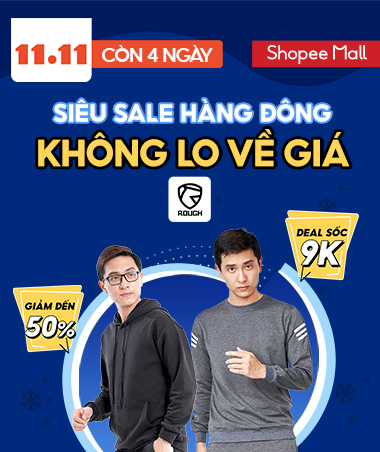 11.11 CÒN 4 NGÀY Shopee Mall
SIÊU SALE HÀNG ĐÔNG
KHÔNG LO VỀ GIÁ
ROUGH
DEAL SỐC
9K
GIẢM ĐẾN
50%